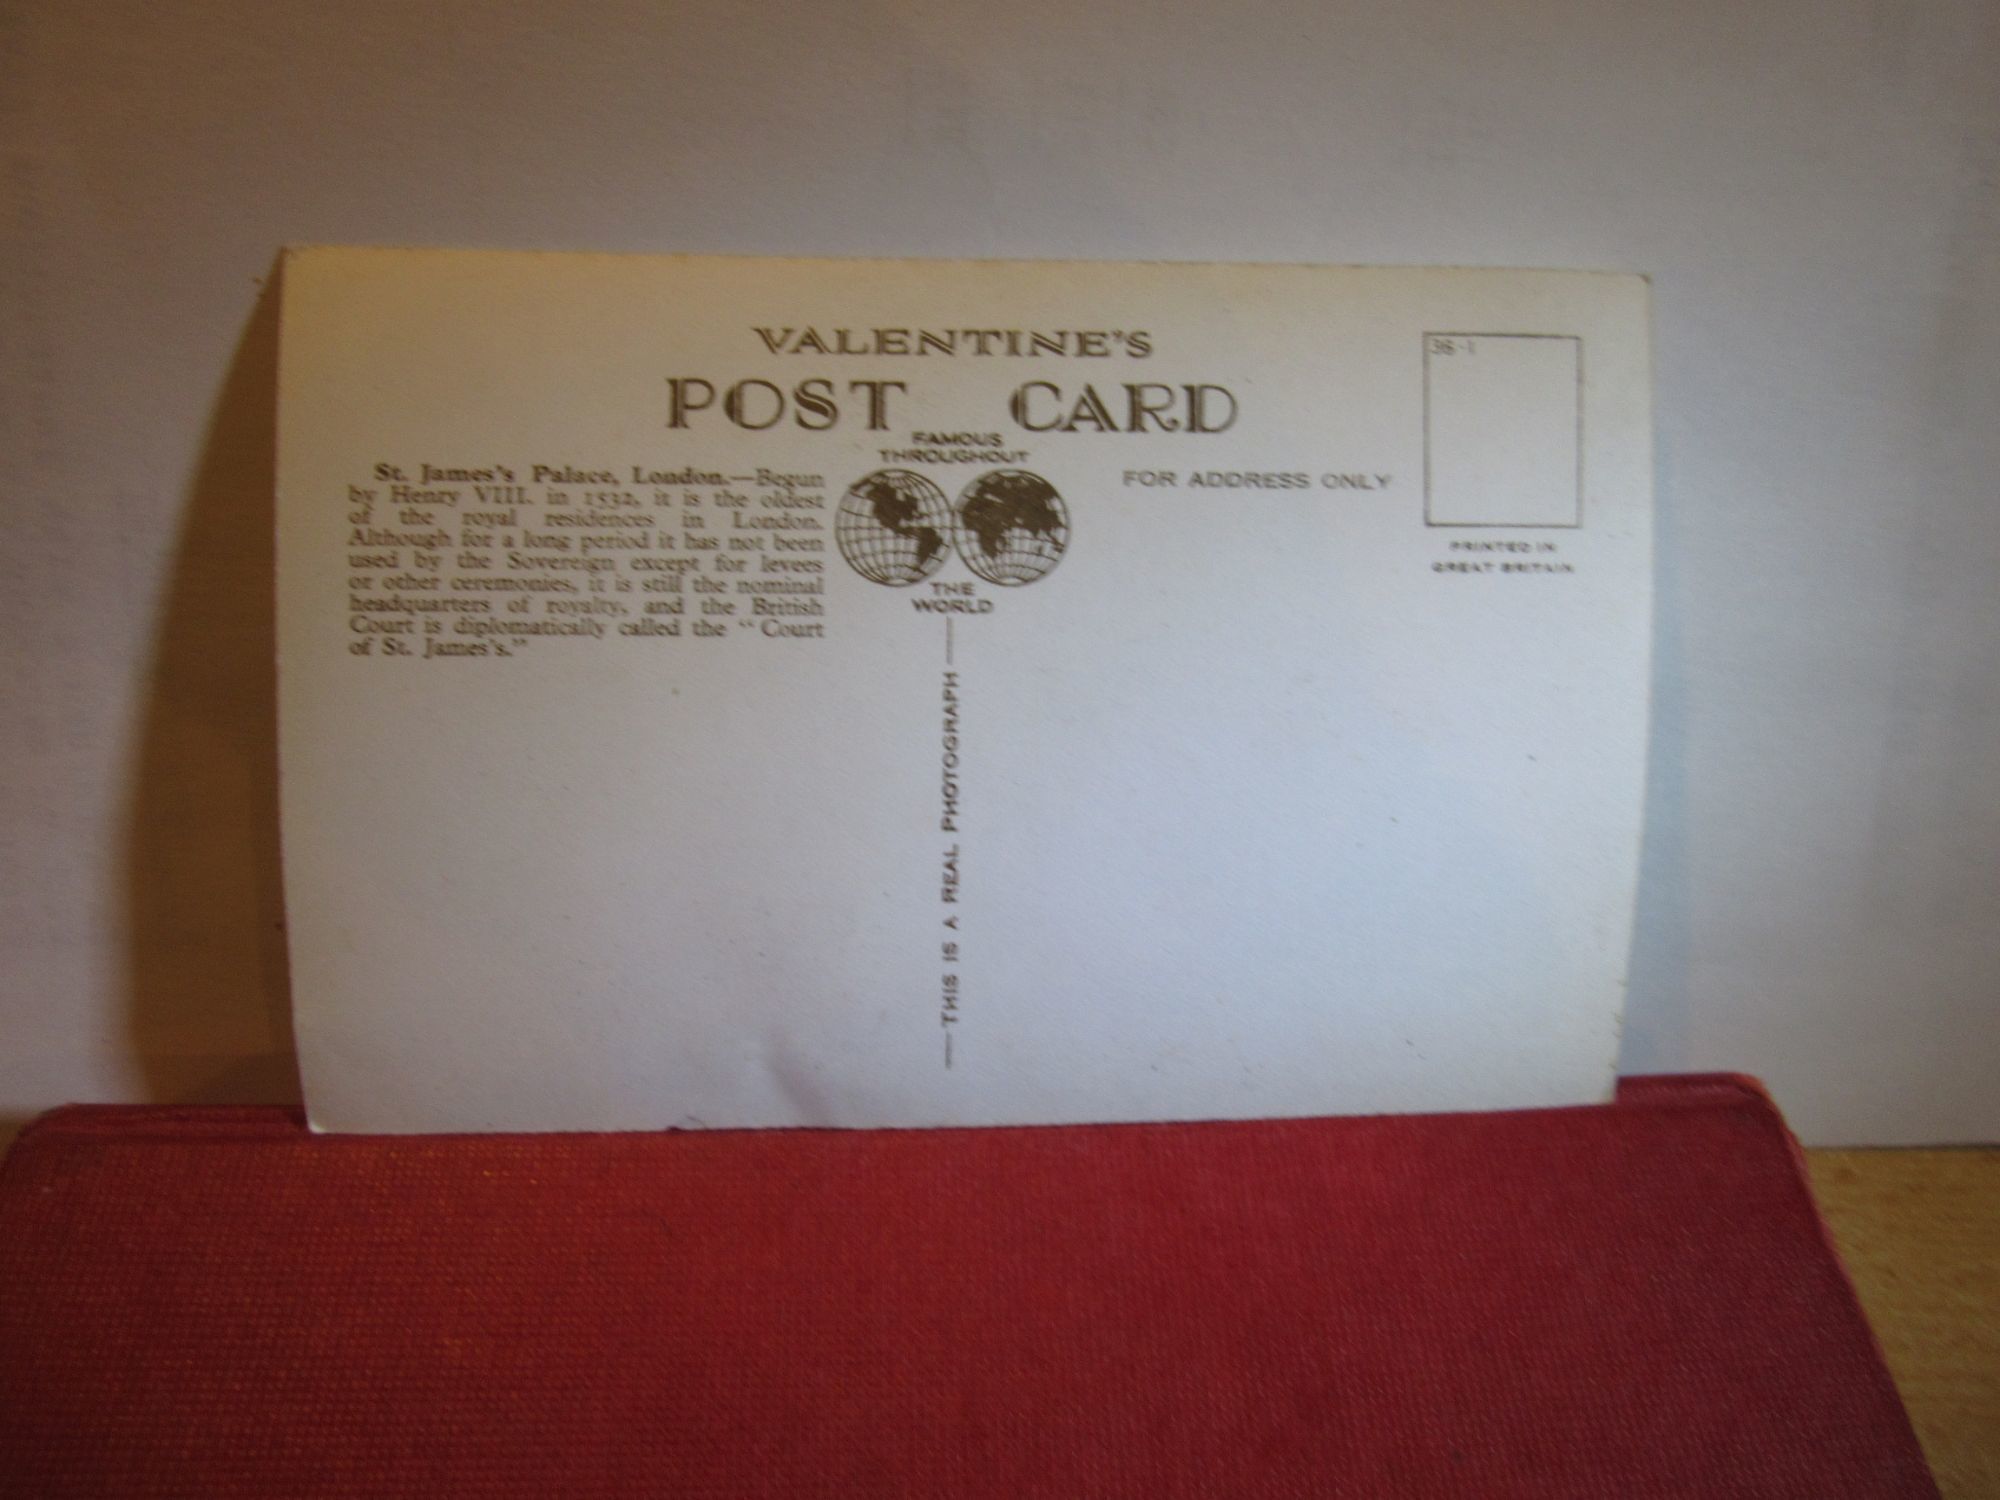 VALENTINE'S
POST CARD
FAMOUS
THROUGHOUT
THE
WORLD
St. James's Palace, London.—Begun
by Henry VIII. in 1532, it is the oldest
of the royal residences in London.
Although for a long period it has not been
used by the Sovereign except for levees
or other ceremonies, it is still the nominal
headquarters of royalty, and the British
Court is diplomatically called the “ Court
of St. James's.”
THIS IS A REAL PHOTOGRAPH
FOR ADDRESS ONLY
36-1
PRINTED IN
GREAT BRITAIN